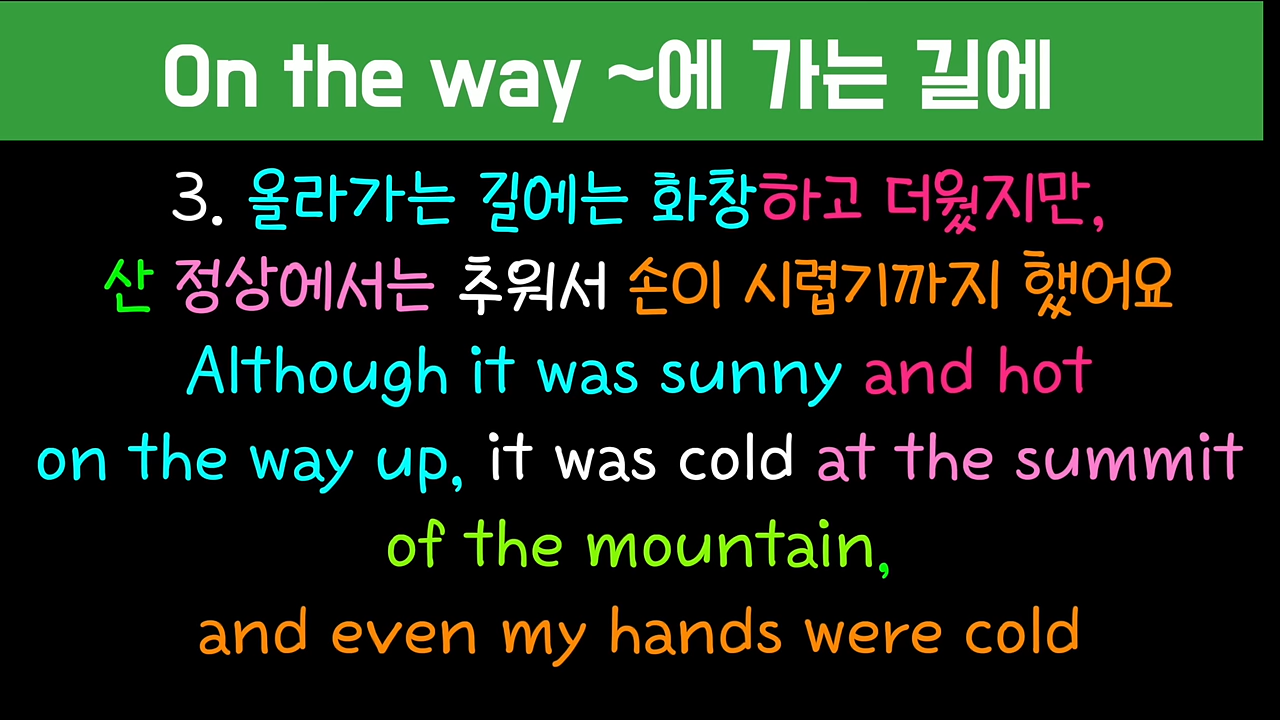 On the way ~에 가는 길에
3. 올라가는 길에는 화창하고 더웠지만,
산 정상에서는 추워서 손이 시렵기까지 했어요
Although it was sunny and hot
on the way up, it was cold at the summit
of the mountain,
and even my hands were cold